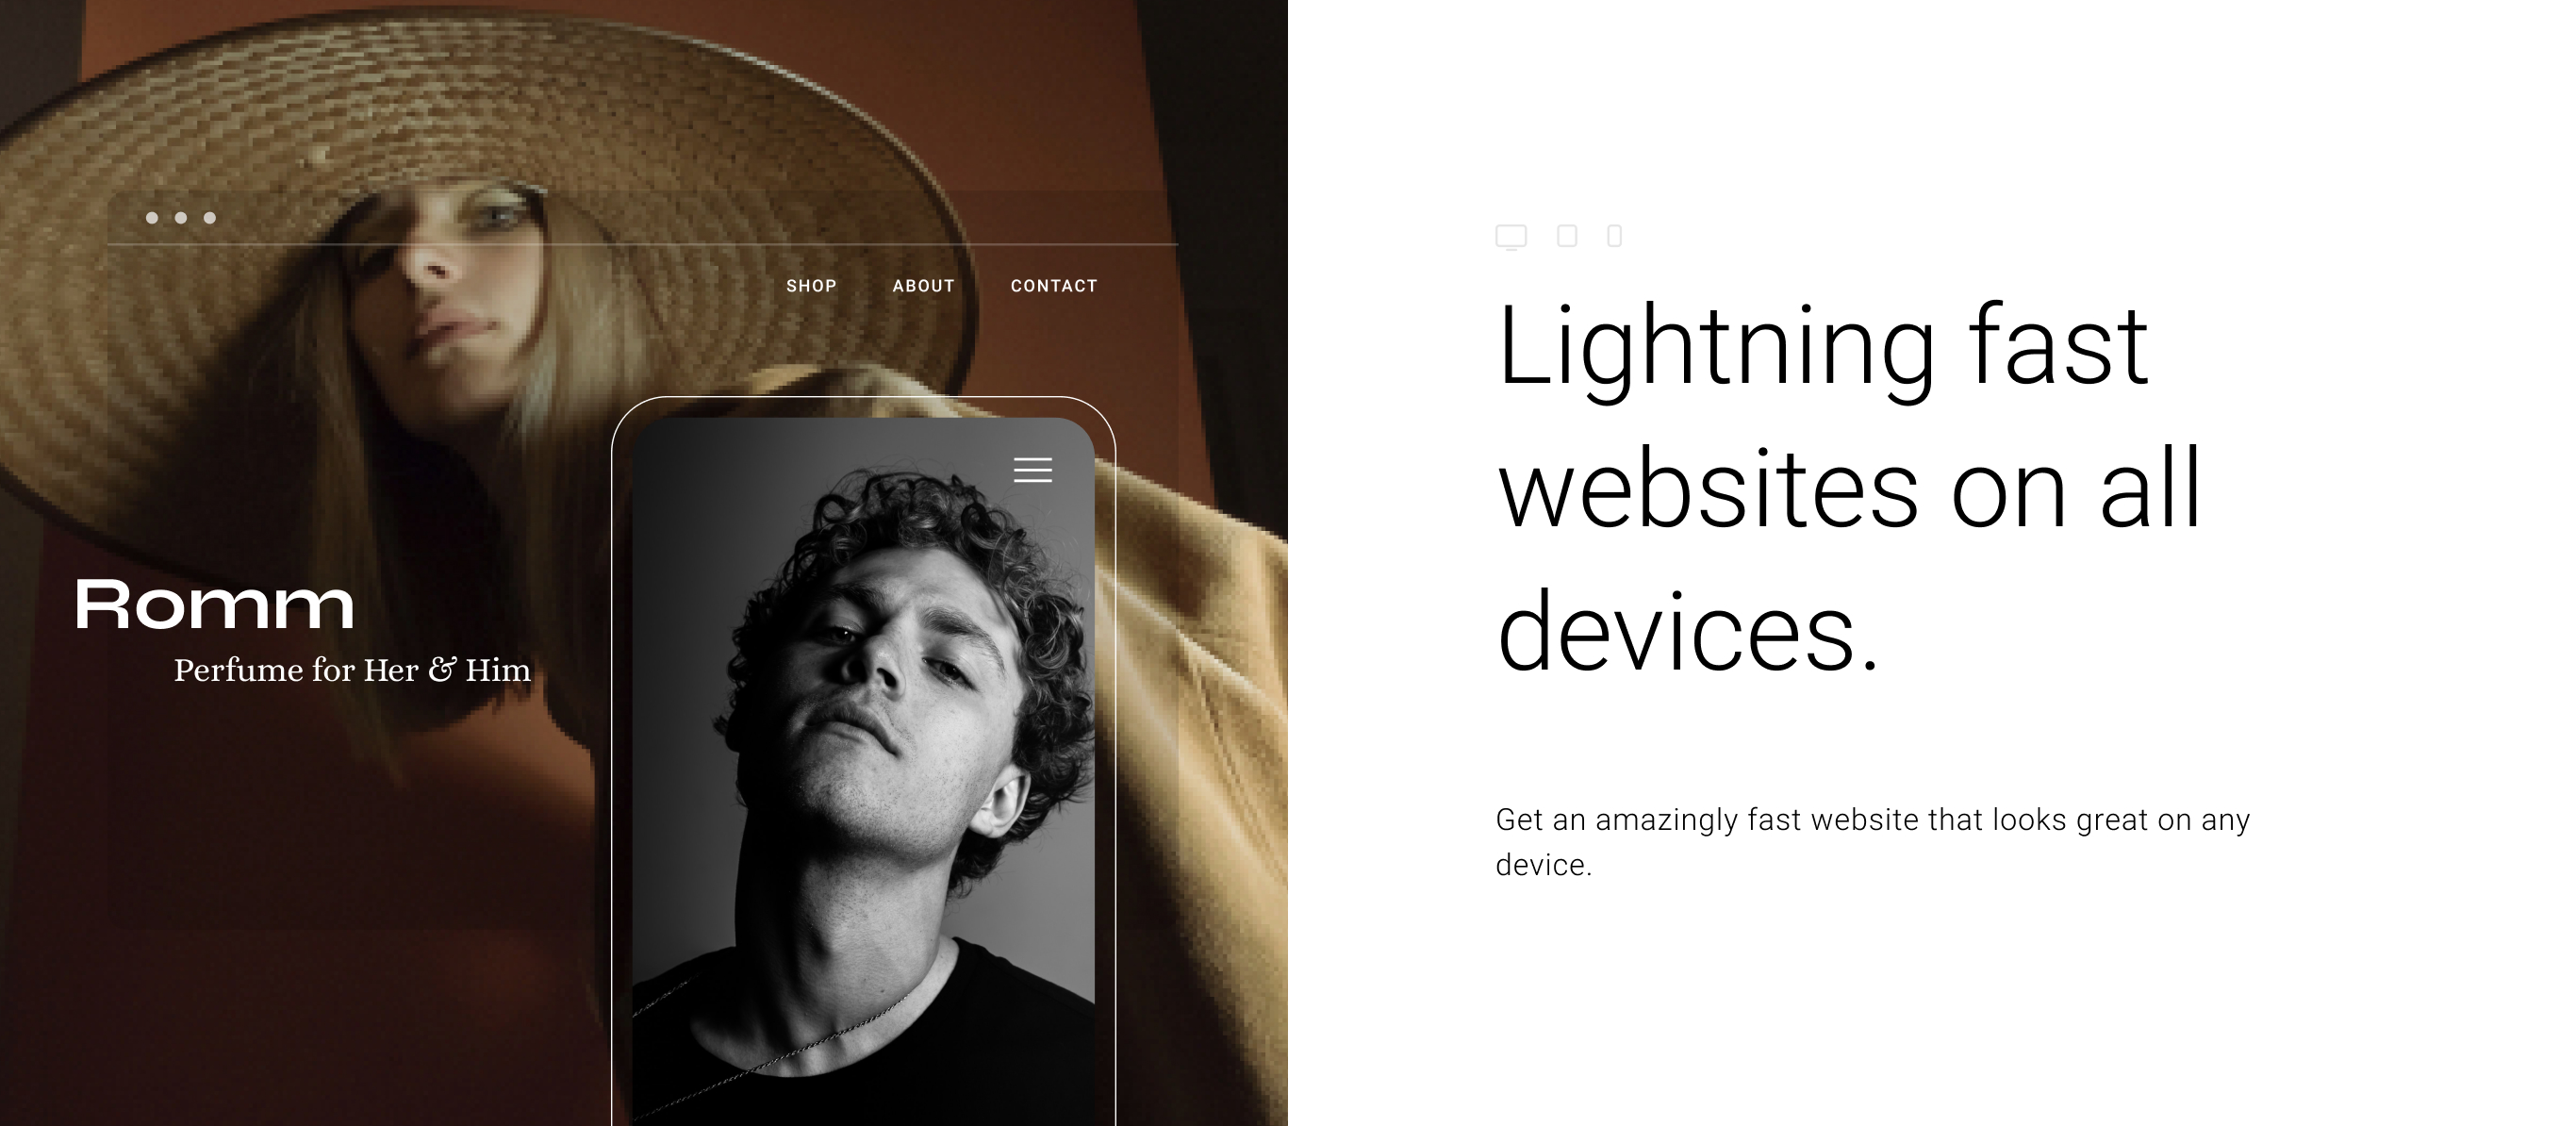 SHOP ABOUT CONTACT
Romm
Perfume for Her & Him
Lightning fast
websites on all
devices.
Get an amazingly fast website that looks great on any
device.